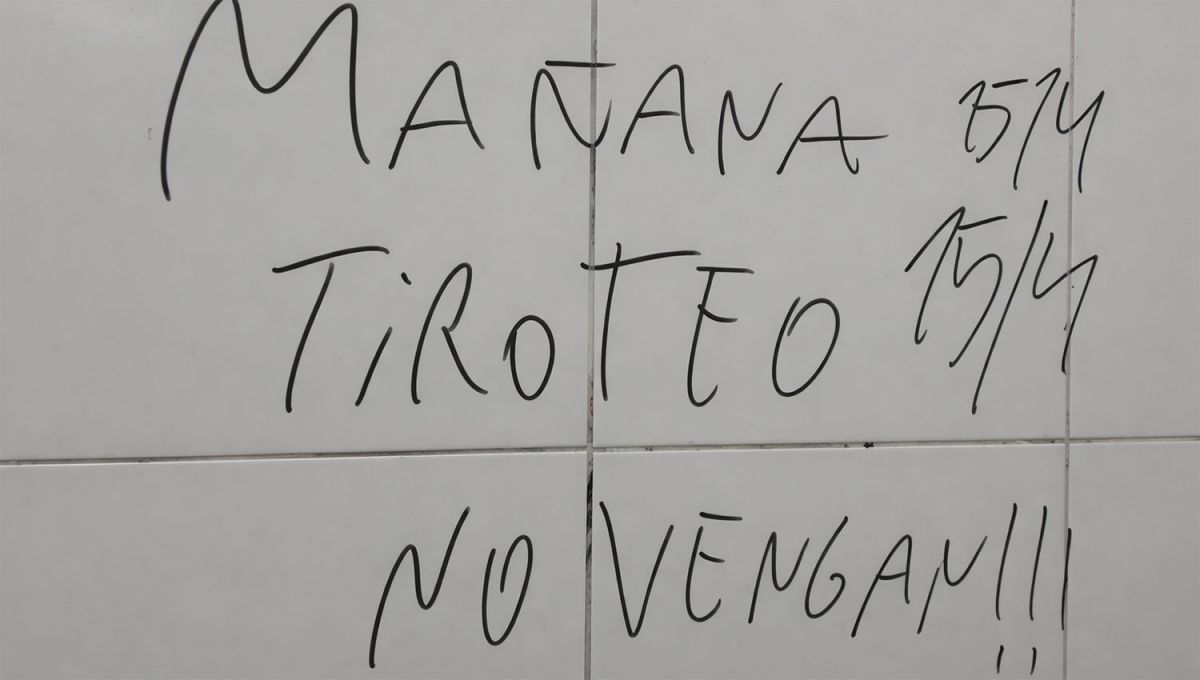 MAÑANA 15/4
TiROTEO 15/4
NO VENGAN!!!